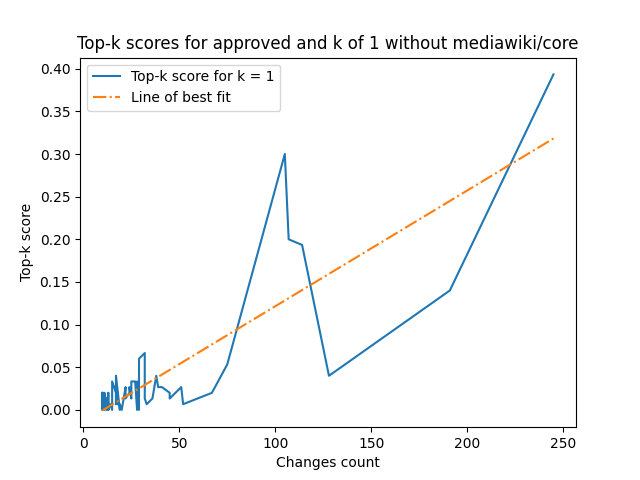 Top-k scores for approved and k of 1 without mediawiki/core
Top-k score for k = 1
Line of best fit
0.40
0.35
0.30
0.25
0.20
0.15
0.10
0.05
0.00
Top-k score
0 50 100 150 200 250
Changes count